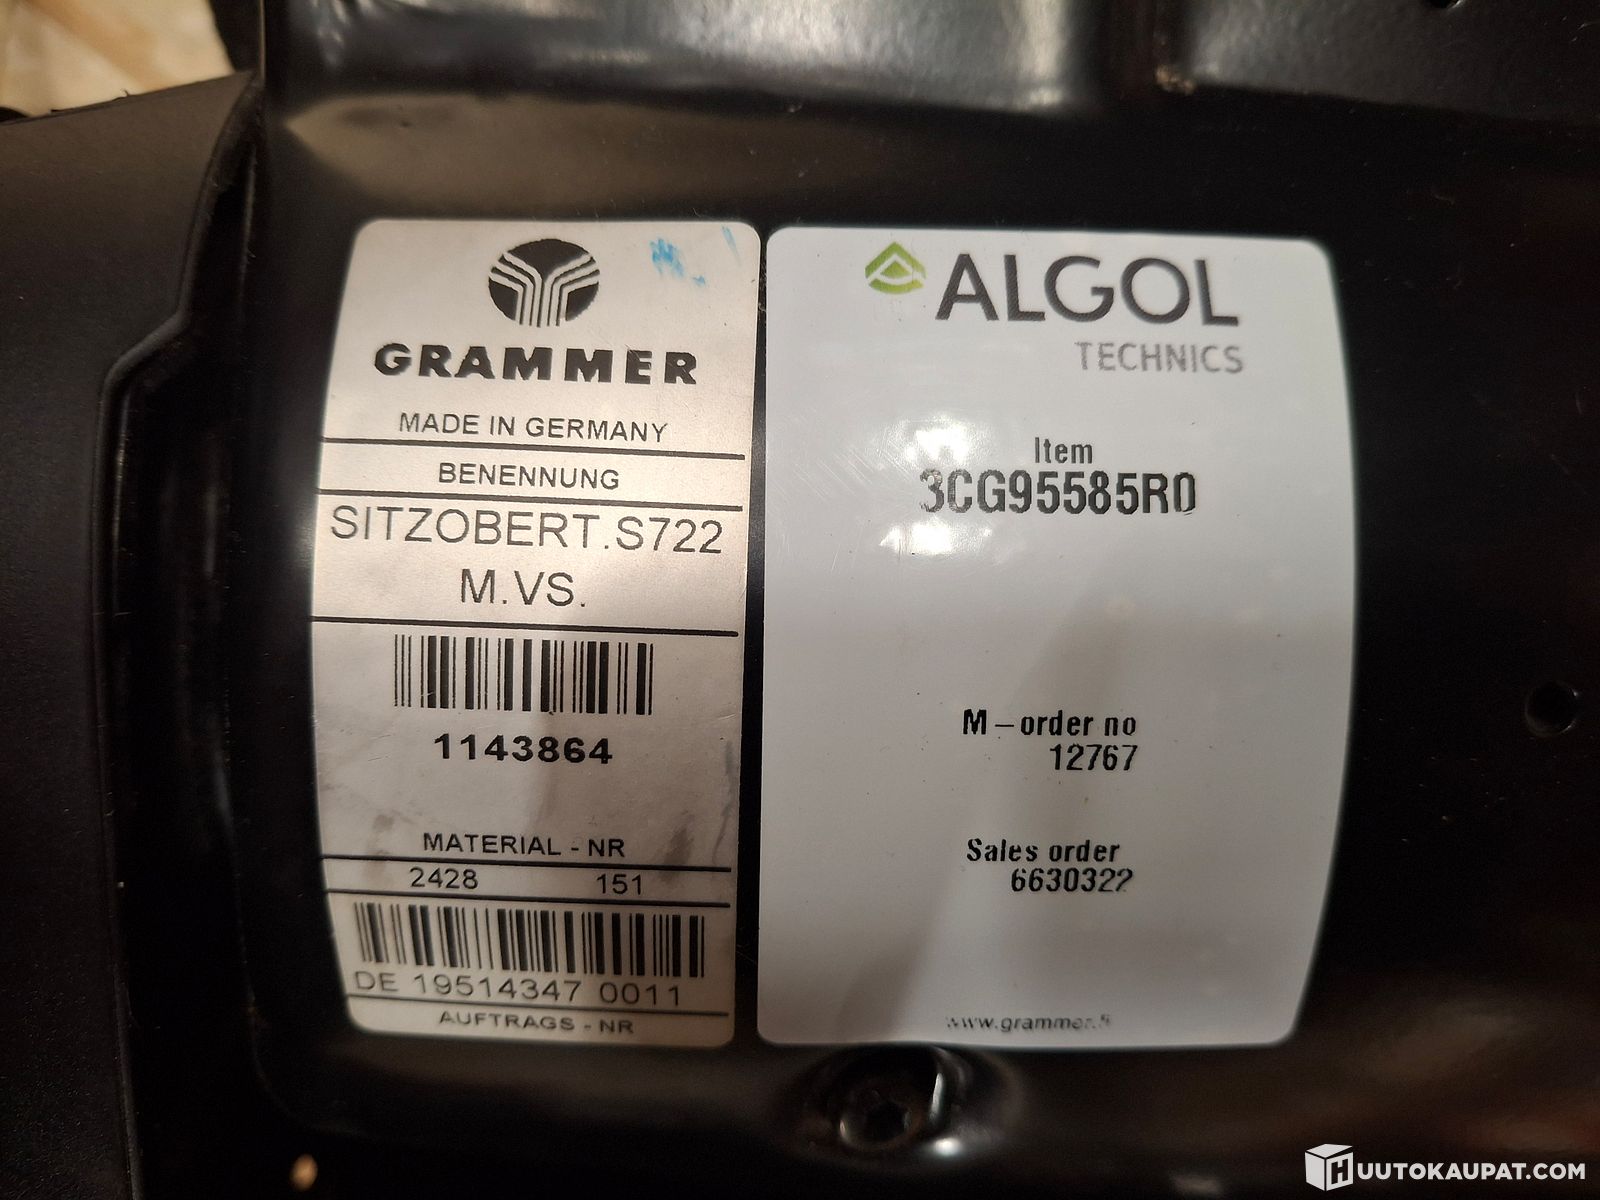 GRAMMER
MADE IN GERMANY
BENENNUNG
SITZOBERT.S722
M.VS.
1143864
MATERIAL - NR
2428 151
DE 19514347 0011
AUFTRAGS - NR
ALGOL
TECHNICS
Item
3CG95585R0
M-order no
12767
Sales order
6630322
www.grammer.fi
HUUTOKAUPAT.COM